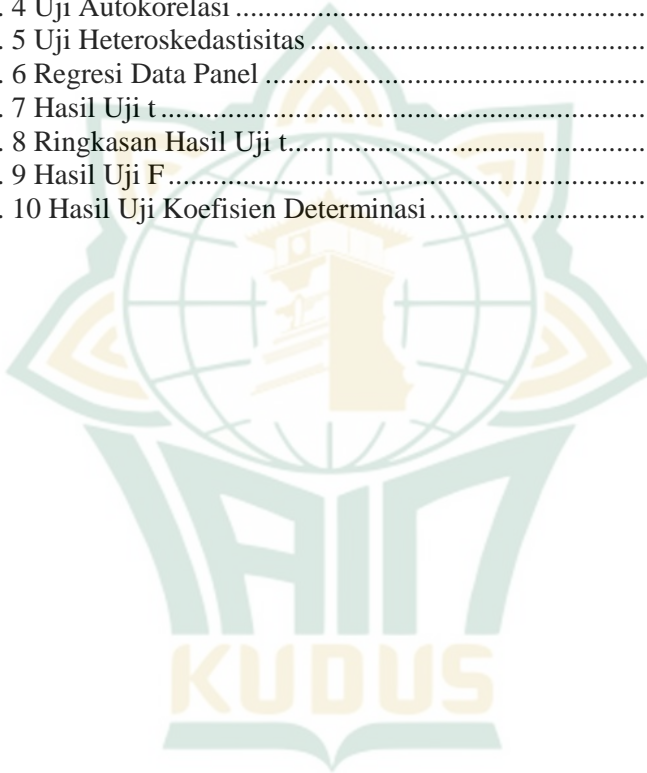 . 4 Uji Autokorelasi ..........................................................
. 5 Uji Heteroskedastisitas ...............................................
. 6 Regresi Data Panel ......................................................
. 7 Hasil Uji t .....................................................................
. 8 Ringkasan Hasil Uji t ...................................................
. 9 Hasil Uji F ....................................................................
. 10 Hasil Uji Koefisien Determinasi ................................
IAIN
KUDUS